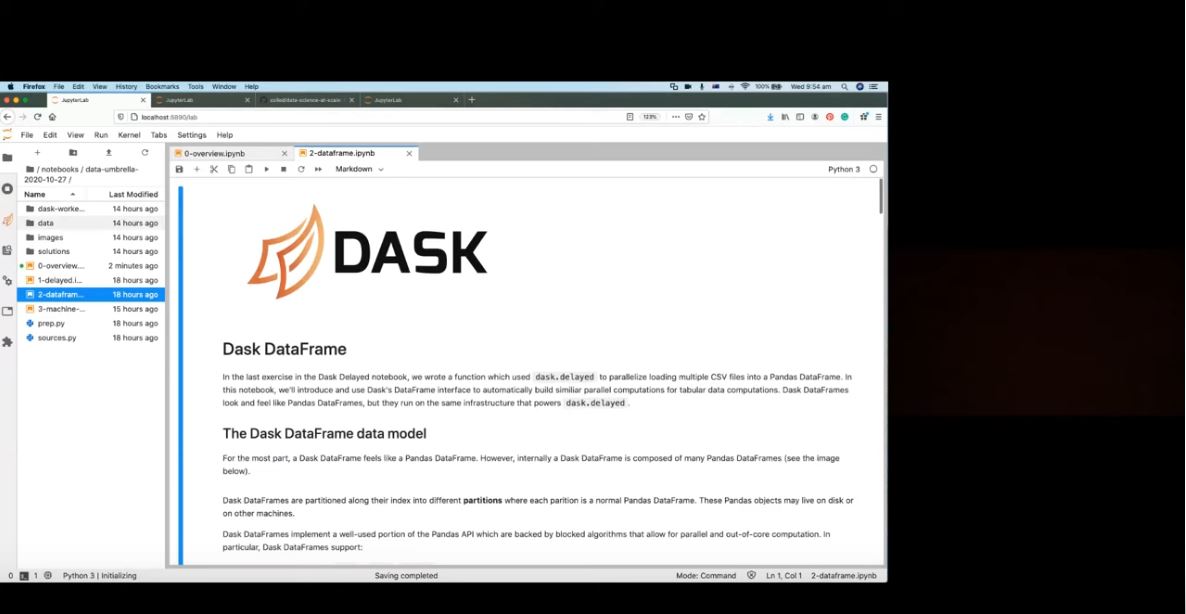 Firefox File Edit View History Bookmarks Tools Window Help 100% Wed 9:54 am
JupyterLab JupyterLab JupyterLab
localhost:8890/lab 123%
File Edit View Run Kernel Tabs Settings Help
0-overview.ipynb 2-dataframe.ipynb
/ notebooks / data-umbrella-
2020-10-27 /
Markdown Python 3
Name Last Modified
dask-worke... 14 hours ago
data 14 hours ago
images 14 hours ago
solutions 14 hours ago
0-overview.... 2 minutes ago
1-delayed.i... 18 hours ago
2-datafram... 18 hours ago
3-machine-... 15 hours ago
prep.py 18 hours ago
sources.py 18 hours ago
DASK
Dask DataFrame
In the last exercise in the Dask Delayed notebook, we wrote a function which used dask.delayed to parallelize loading multiple CSV files into a Pandas DataFrame. In
this notebook, we'll introduce and use Dask's DataFrame interface to automatically build similiar parallel computations for tabular data computations. Dask DataFrames
look and feel like Pandas DataFrames, but they run on the same infrastructure that powers dask.delayed.
The Dask DataFrame data model
For the most part, a Dask DataFrame feels like a Pandas DataFrame. However, internally a Dask DataFrame is composed of many Pandas DataFrames (see the image
below).
Dask DataFrames are partitioned along their index into different partitions where each parition is a normal Pandas DataFrame. These Pandas objects may live on disk or
on other machines.
Dask DataFrames implement a well-used portion of the Pandas API which are backed by blocked algorithms that allow for parallel and out-of-core computation. In
particular, Dask DataFrames support:
0 1 Python 3 | Initializing Saving completed Mode: Command Ln 1, Col 1 2-dataframe.ipynb